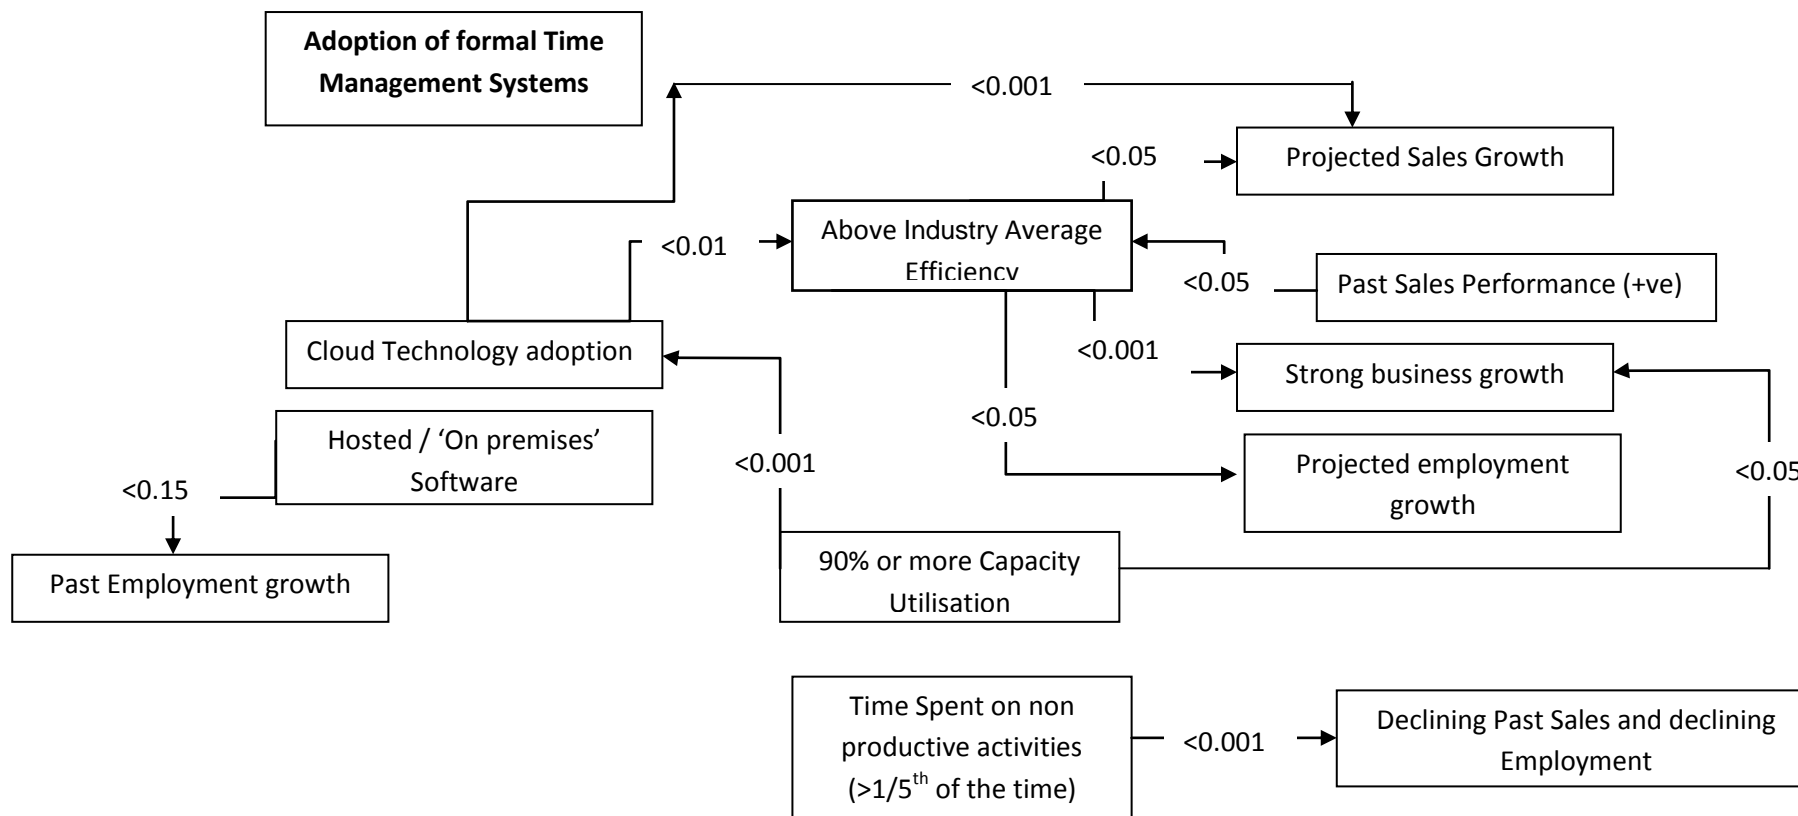 Adoption of formal Time
Management Systems
<0.001
<0.05
Projected Sales Growth
<0.01
Above Industry Average
Efficiency
<0.05
Past Sales Performance (+ve)
Cloud Technology adoption
<0.001
Strong business growth
<0.05
Hosted / ‘On premises’
Software
<0.001
Projected employment
growth
<0.05
<0.15
Past Employment growth
90% or more Capacity
Utilisation
Time Spent on non
productive activities
(>1/5th of the time)
<0.001
Declining Past Sales and declining
Employment